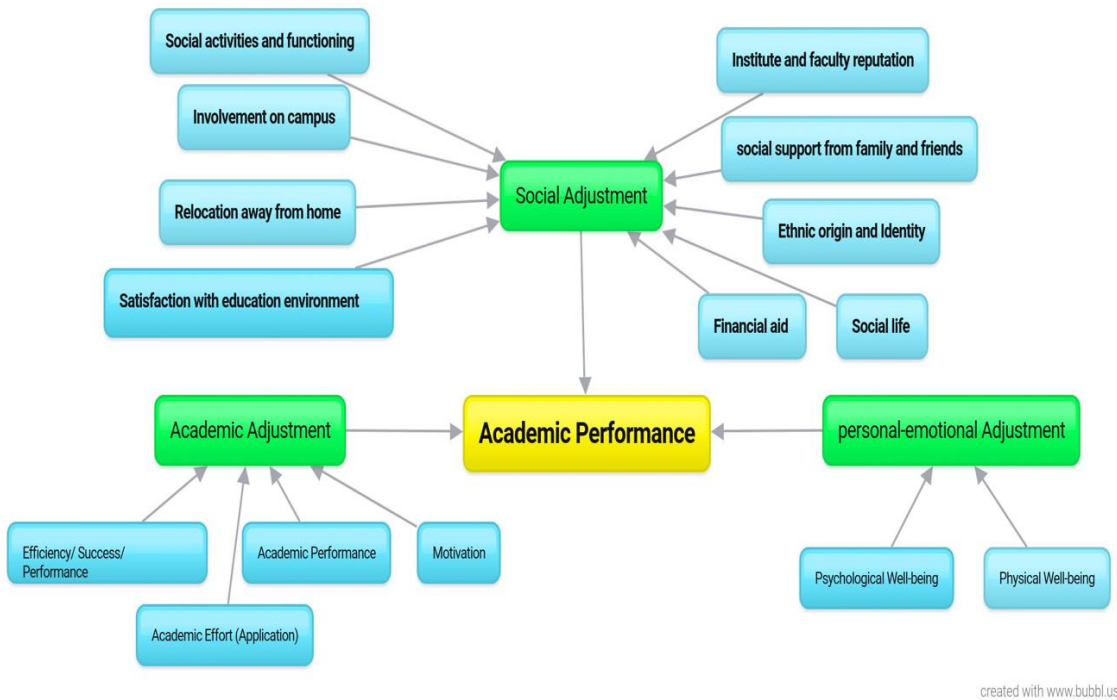 Social activities and functioning
Institute and faculty reputation
Involvement on campus
social support from family and friends
Social Adjustment
Relocation away from home
Ethnic origin and Identity
Satisfaction with education environment
Financial aid
Social life
Academic Adjustment
Academic Performance
personal-emotional Adjustment
Efficiency/ Success/
Performance
Academic Performance
Motivation
Psychological Well-being
Physical Well-being
Academic Effort (Application)
created with www.bubbl.us